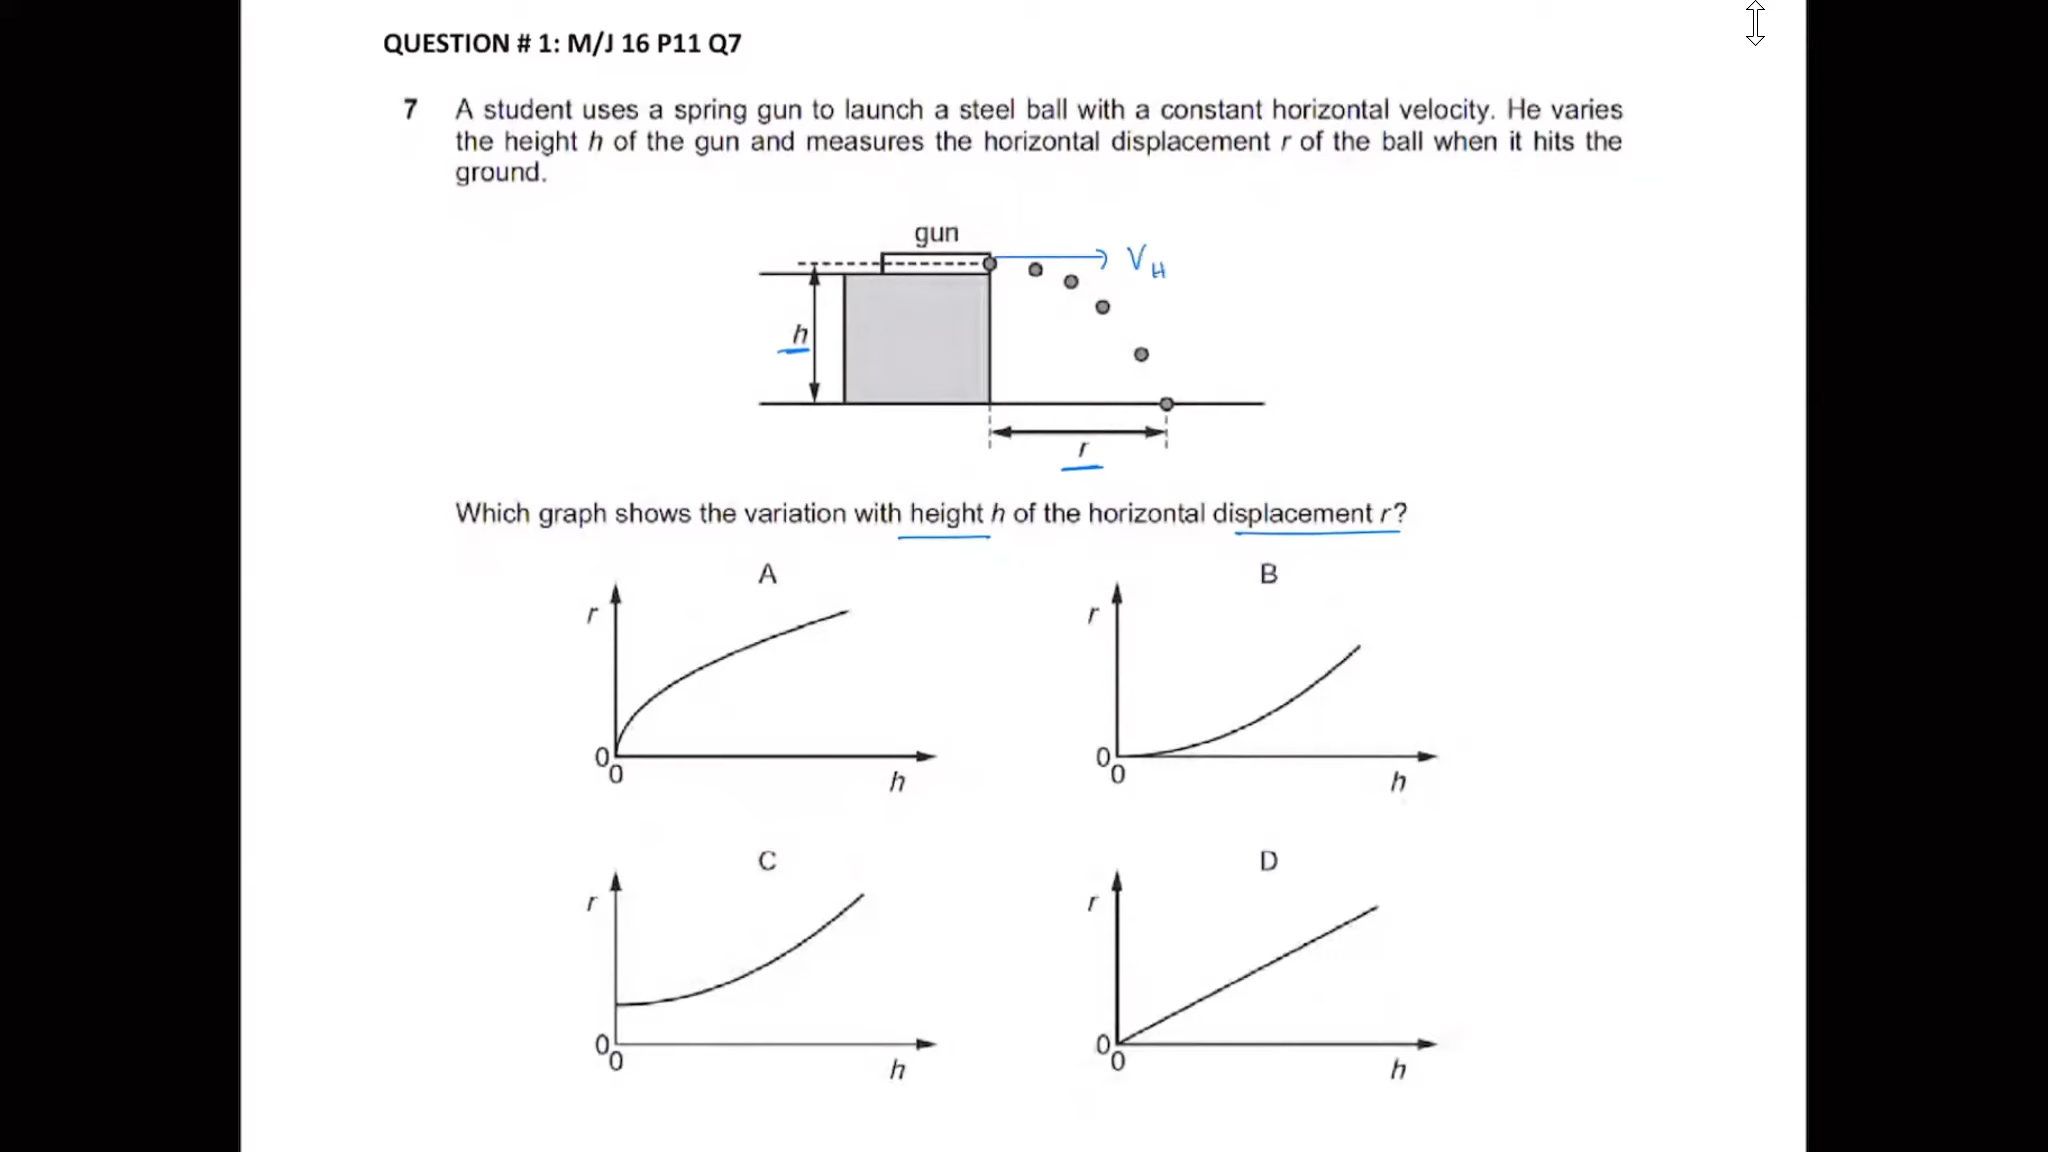 QUESTION # 1: M/J 16 P11 Q7
7 A student uses a spring gun to launch a steel ball with a constant horizontal velocity. He varies
the height h of the gun and measures the horizontal displacement r of the ball when it hits the
ground.
gun
V H
h
r
Which graph shows the variation with height h of the horizontal displacement r?
A
r
0
0
h
B
r
0
0
h
C
r
0
0
h
D
r
0
0
h